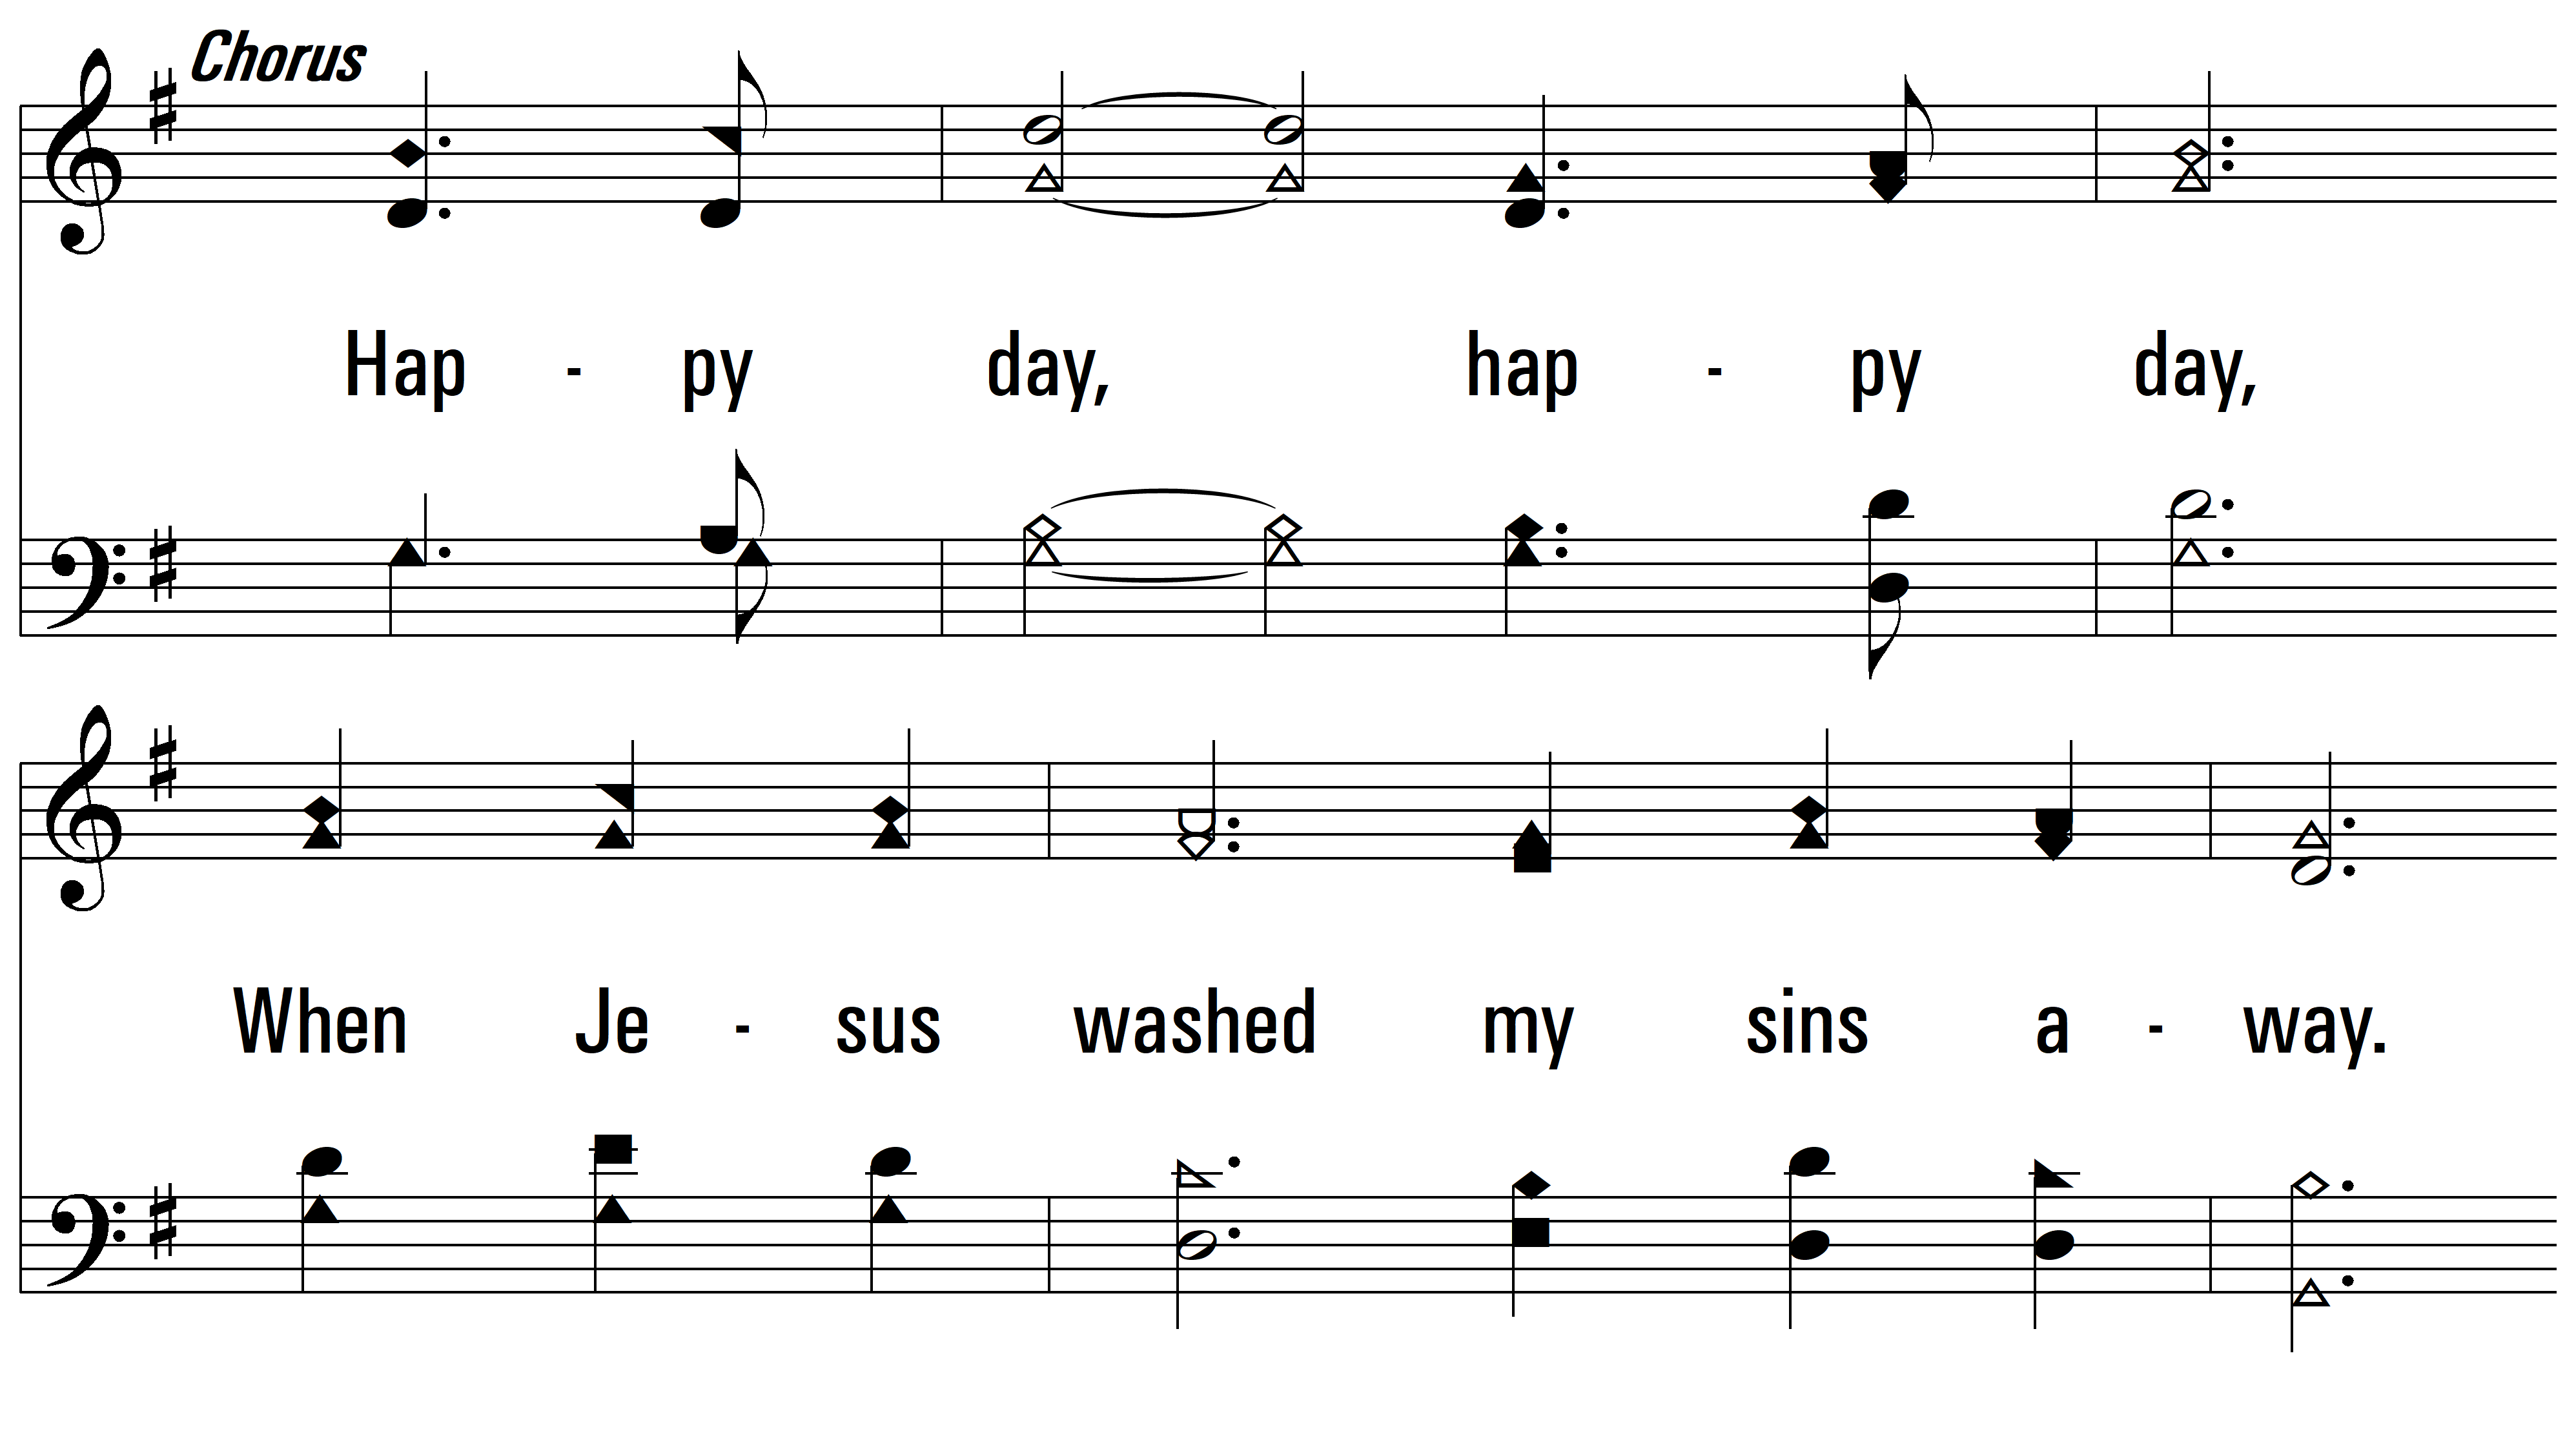 Chorus
Hap - py day, hap - py day,
When Je - sus washed my sins a - way.